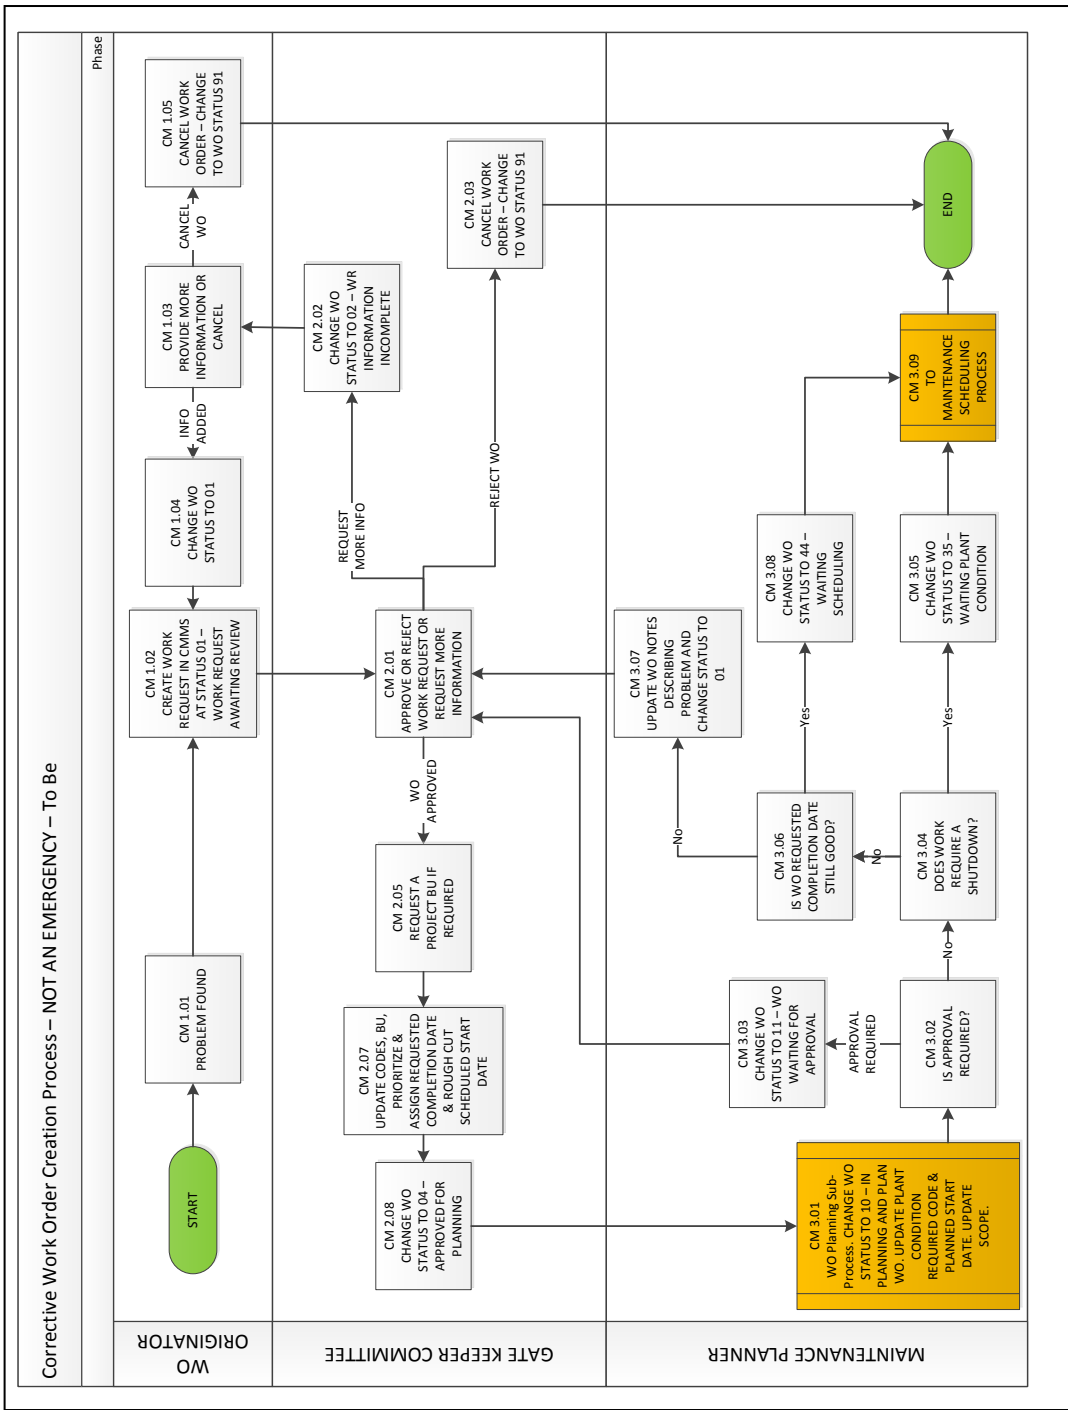 Corrective Work Order Creation Process – NOT AN EMERGENCY – To Be
Phase
WO
ORIGINATOR
START
CM 1.01
PROBLEM FOUND
CM 1.02
CREATE WORK
REQUEST IN CMMS
AT STATUS 01 –
WORK REQUEST
AWAITING REVIEW
CM 1.04
CHANGE WO
STATUS TO 01
INFO
ADDED
CM 1.03
PROVIDE MORE
INFORMATION OR
CANCEL
CANCEL
WO
CM 1.05
CANCEL WORK
ORDER – CHANGE
TO WO STATUS 91
GATE KEEPER COMMITTEE
CM 2.08
CHANGE WO
STATUS TO 04 –
APPROVED FOR
PLANNING
CM 2.07
UPDATE CODES, BU,
PRIORITIZE &
ASSIGN REQUESTED
COMPLETION DATE
& ROUGH CUT
SCHEDULED START
DATE
CM 2.05
REQUEST A
PROJECT BU IF
REQUIRED
WO
APPROVED
CM 2.01
APPROVE OR REJECT
WORK REQUEST OR
REQUEST MORE
INFORMATION
REQUEST
MORE INFO
CM 2.02
CHANGE WO
STATUS TO 02 – WR
INFORMATION
INCOMPLETE
REJECT WO
CM 2.03
CANCEL WORK
ORDER – CHANGE
TO WO STATUS 91
MAINTENANCE PLANNER
CM 3.01
WO Planning Sub-
Process. CHANGE WO
STATUS TO 10 – IN
PLANNING AND PLAN
WO. UPDATE PLANT
CONDITION
REQUIRED CODE &
PLANNED START
DATE. UPDATE
SCOPE.
CM 3.03
CHANGE WO
STATUS TO 11 – WO
WAITING FOR
APPROVAL
APPROVAL
REQUIRED
CM 3.02
IS APPROVAL
REQUIRED?
No
CM 3.07
UPDATE WO NOTES
DESCRIBING
PROBLEM AND
CHANGE STATUS TO
01
No
CM 3.06
IS WO REQUESTED
COMPLETION DATE
STILL GOOD?
Yes
CM 3.08
CHANGE WO
STATUS TO 44 –
WAITING
SCHEDULING
No
CM 3.04
DOES WORK
REQUIRE A
SHUTDOWN?
Yes
CM 3.05
CHANGE WO
STATUS TO 35 –
WAITING PLANT
CONDITION
CM 3.09
TO
MAINTENANCE
SCHEDULING
PROCESS
END